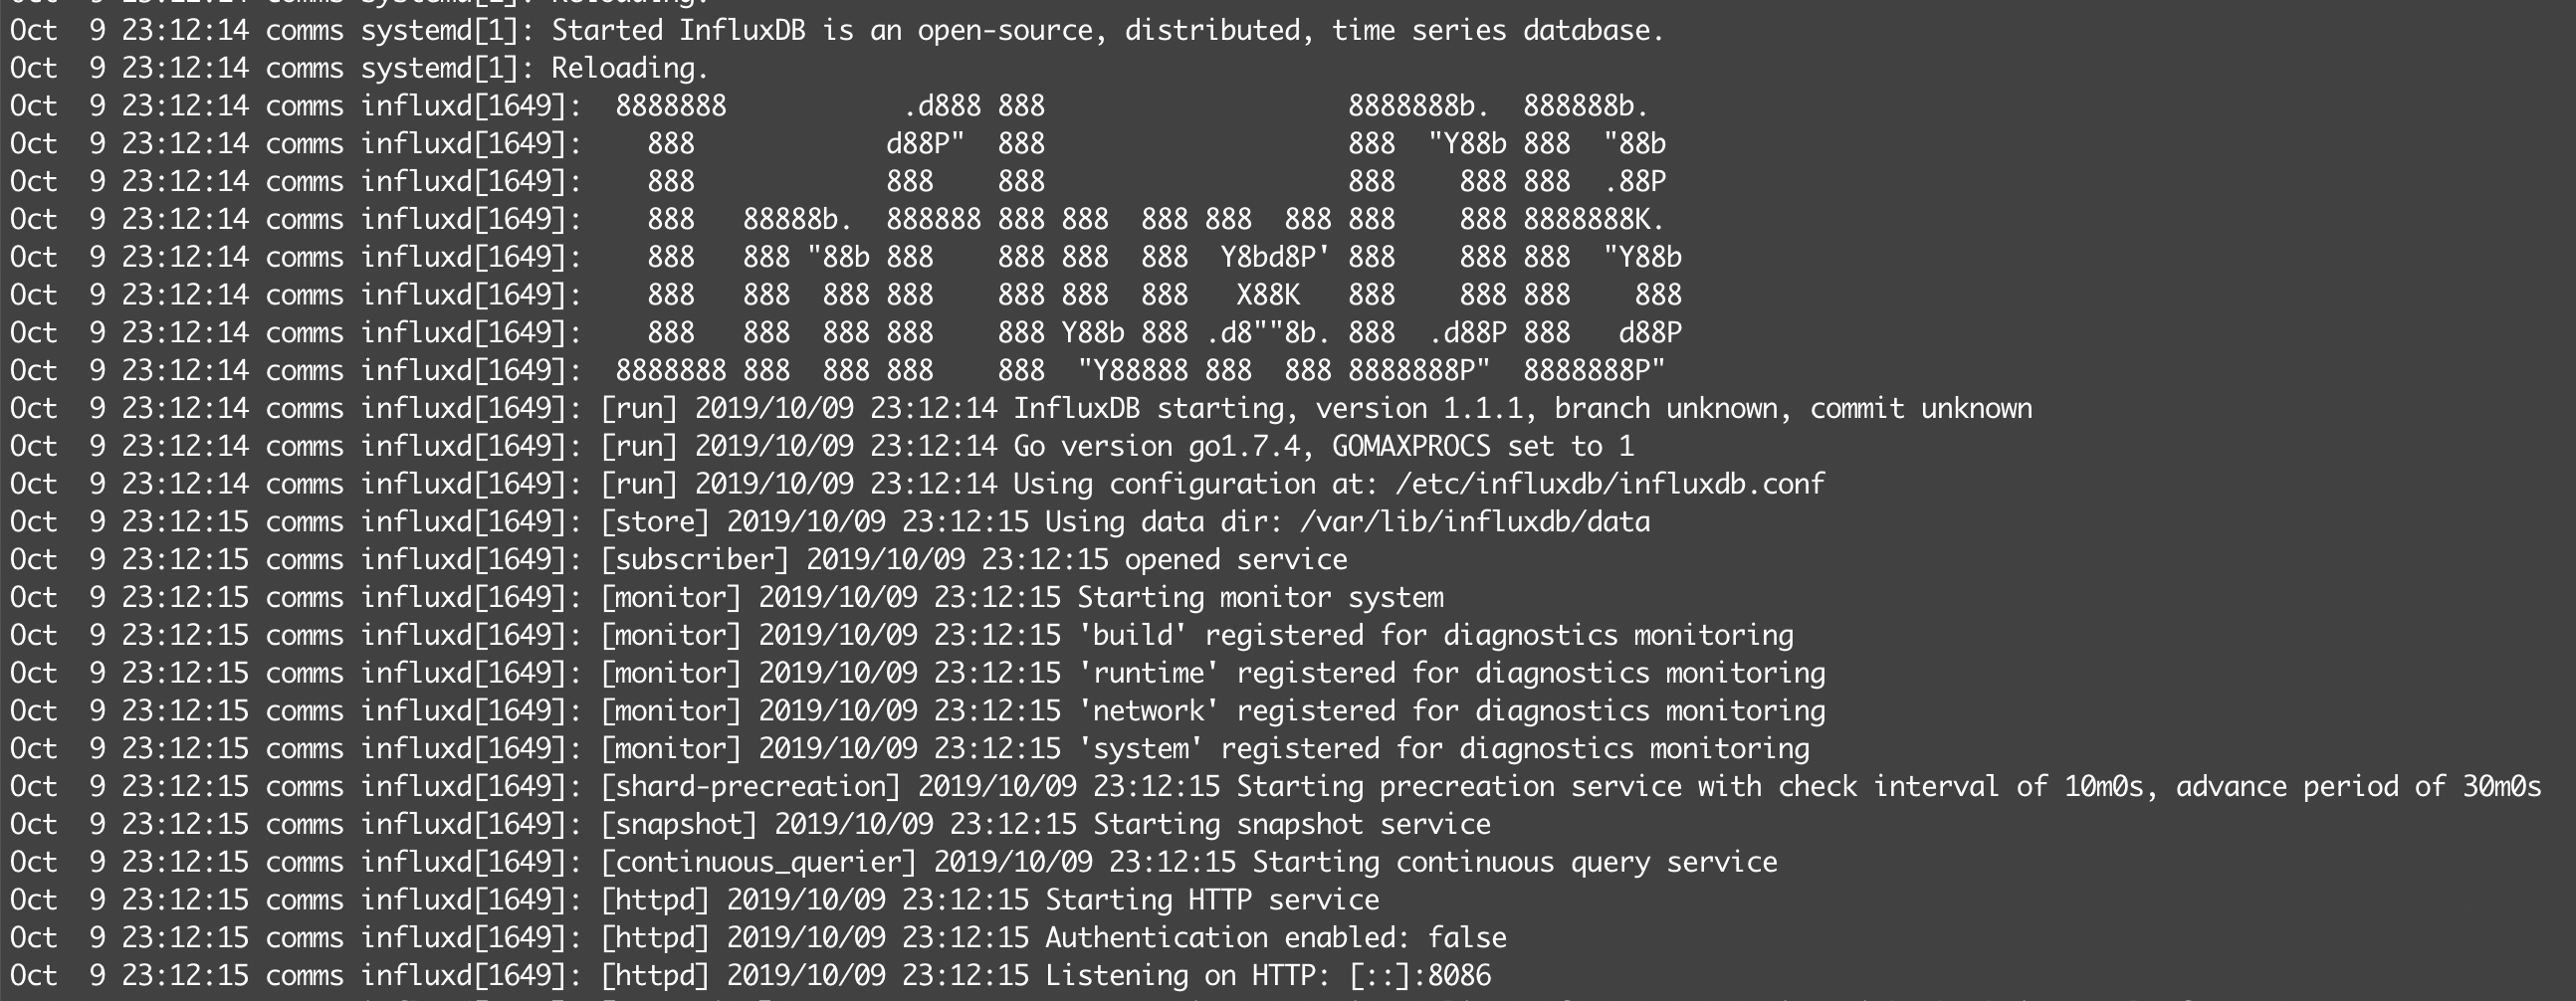 Oct  9 23:12:14 comms systemd[1]: Reloading.
Oct  9 23:12:14 comms systemd[1]: Started InfluxDB is an open-source, distributed, time series database.
Oct  9 23:12:14 comms systemd[1]: Reloading.
Oct  9 23:12:14 comms influxd[1649]:  8888888           .d888 888                   8888888b.  888888b.
Oct  9 23:12:14 comms influxd[1649]:    888            d88P"  888                   888  "Y88b 888  "88b
Oct  9 23:12:14 comms influxd[1649]:    888            888    888                   888    888 888  .88P
Oct  9 23:12:14 comms influxd[1649]:    888   88888b.  888888 888 888  888 888  888 888    888 8888888K.
Oct  9 23:12:14 comms influxd[1649]:    888   888 "88b 888    888 888  888  Y8bd8P' 888    888 888  "Y88b
Oct  9 23:12:14 comms influxd[1649]:    888   888  888 888    888 888  888   X88K   888    888 888    888
Oct  9 23:12:14 comms influxd[1649]:    888   888  888 888    888 Y88b 888 .d8""8b. 888  .d88P 888   d88P
Oct  9 23:12:14 comms influxd[1649]:  8888888 888  888 888    888  "Y88888 888  888 8888888P"  8888888P"
Oct  9 23:12:14 comms influxd[1649]: [run] 2019/10/09 23:12:14 InfluxDB starting, version 1.1.1, branch unknown, commit unknown
Oct  9 23:12:14 comms influxd[1649]: [run] 2019/10/09 23:12:14 Go version go1.7.4, GOMAXPROCS set to 1
Oct  9 23:12:14 comms influxd[1649]: [run] 2019/10/09 23:12:14 Using configuration at: /etc/influxdb/influxdb.conf
Oct  9 23:12:15 comms influxd[1649]: [store] 2019/10/09 23:12:15 Using data dir: /var/lib/influxdb/data
Oct  9 23:12:15 comms influxd[1649]: [subscriber] 2019/10/09 23:12:15 opened service
Oct  9 23:12:15 comms influxd[1649]: [monitor] 2019/10/09 23:12:15 Starting monitor system
Oct  9 23:12:15 comms influxd[1649]: [monitor] 2019/10/09 23:12:15 'build' registered for diagnostics monitoring
Oct  9 23:12:15 comms influxd[1649]: [monitor] 2019/10/09 23:12:15 'runtime' registered for diagnostics monitoring
Oct  9 23:12:15 comms influxd[1649]: [monitor] 2019/10/09 23:12:15 'network' registered for diagnostics monitoring
Oct  9 23:12:15 comms influxd[1649]: [monitor] 2019/10/09 23:12:15 'system' registered for diagnostics monitoring
Oct  9 23:12:15 comms influxd[1649]: [shard-precreation] 2019/10/09 23:12:15 Starting precreation service with check interval of 10m0s, advance period of 30m0s
Oct  9 23:12:15 comms influxd[1649]: [snapshot] 2019/10/09 23:12:15 Starting snapshot service
Oct  9 23:12:15 comms influxd[1649]: [continuous_querier] 2019/10/09 23:12:15 Starting continuous query service
Oct  9 23:12:15 comms influxd[1649]: [httpd] 2019/10/09 23:12:15 Starting HTTP service
Oct  9 23:12:15 comms influxd[1649]: [httpd] 2019/10/09 23:12:15 Authentication enabled: false
Oct  9 23:12:15 comms influxd[1649]: [httpd] 2019/10/09 23:12:15 Listening on HTTP: [::]:8086